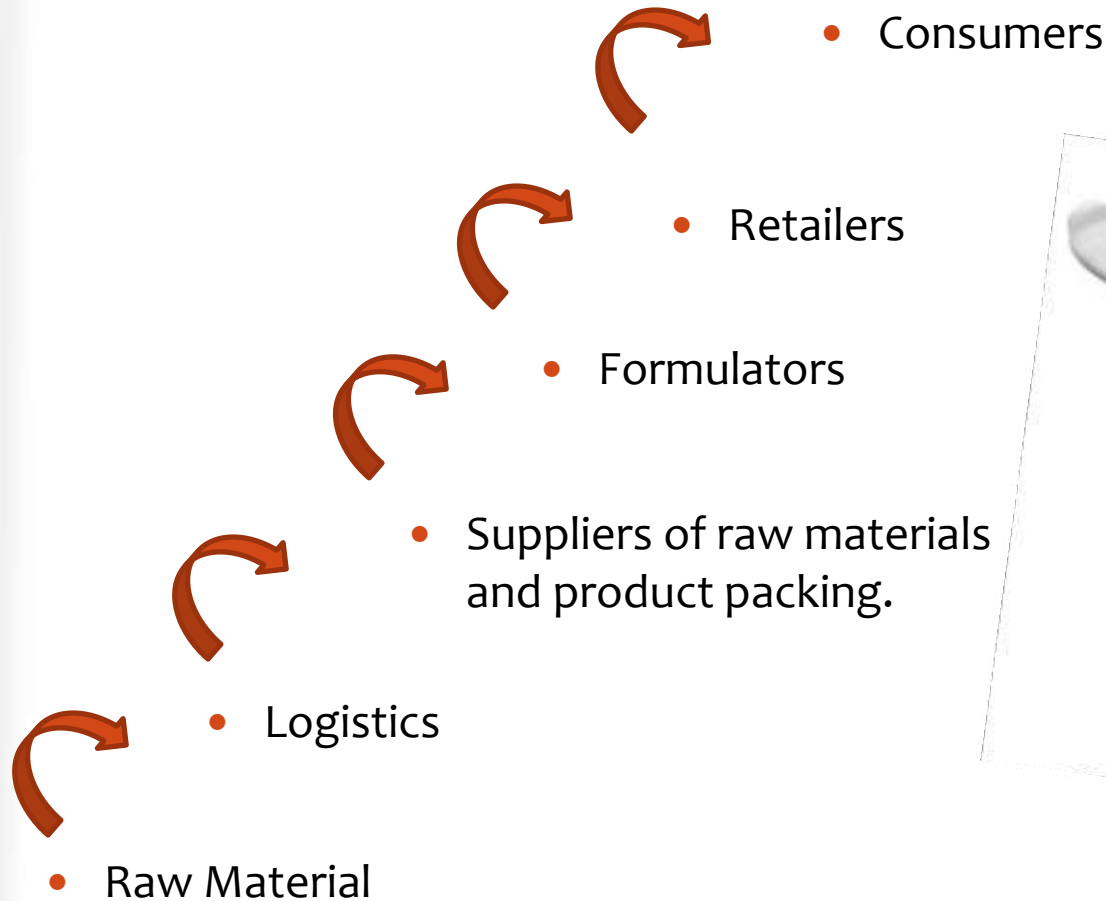 • Consumers
• Retailers
• Formulators
• Suppliers of raw materials
and product packing.
• Logistics
• Raw Material